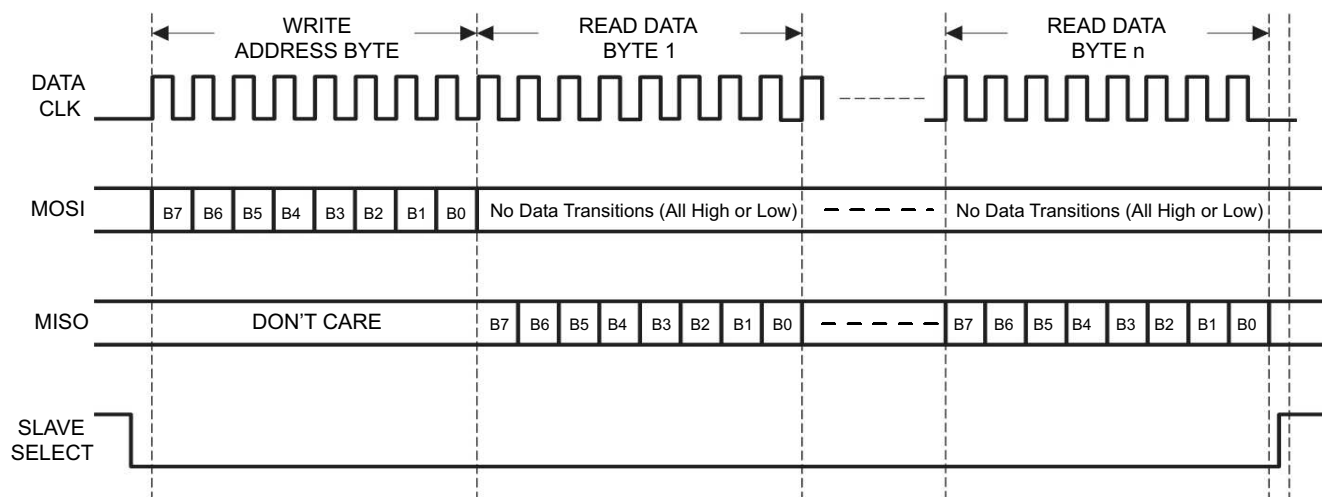 WRITE
ADDRESS BYTE
READ DATA
BYTE 1
READ DATA
BYTE n
DATA
CLK
MOSI
B7 B6 B5 B4 B3 B2 B1 B0
No Data Transitions (All High or Low)
No Data Transitions (All High or Low)
MISO
DON'T CARE
B7 B6 B5 B4 B3 B2 B1 B0
B7 B6 B5 B4 B3 B2 B1 B0
SLAVE
SELECT